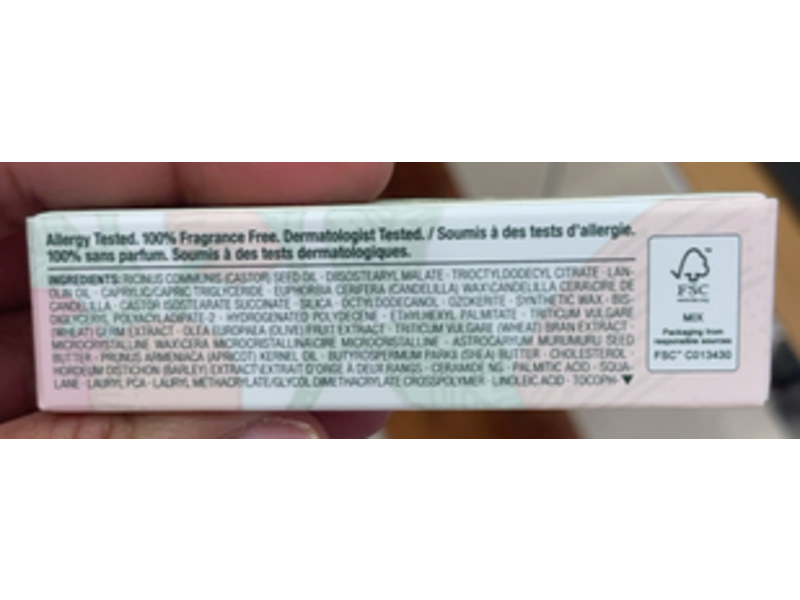 Allergy Tested. 100% Fragrance Free. Dermatologist Tested. / Soumis à des tests d'allergie.
100% sans parfum. Soumis à des tests dermatologiques.
INGREDIENTS: RICINUS COMMUNIS (CASTOR) SEED OIL · DIISOSTEARYL MALATE · TRIOCTYLDODECYL CITRATE · LAN-
OLIN OIL · CAPRYLIC/CAPRIC TRIGLYCERIDE · EUPHORBIA CERIFERA (CANDELILLA) WAX\CANDELILLA CERA\CIRE DE
CANDELILLA · CASTOR ISOSTEARATE SUCCINATE · SILICA · OCTYLDODECANOL · OZOKERITE · SYNTHETIC WAX · BIS-
DIGLYCERYL POLYACYLADIPATE-2 · HYDROGENATED POLYDECENE · ETHYLHEXYL PALMITATE · TRITICUM VULGARE
(WHEAT) GERM EXTRACT · OLEA EUROPAEA (OLIVE) FRUIT EXTRACT · TRITICUM VULGARE (WHEAT) BRAN EXTRACT ·
MICROCRYSTALLINE WAX\CERA MICROCRISTALLINA\CIRE MICROCRISTALLINE · ASTROCARYUM MURUMURU SEED
BUTTER · PRUNUS ARMENIACA (APRICOT) KERNEL OIL · BUTYROSPERMUM PARKII (SHEA) BUTTER · CHOLESTEROL ·
HORDEUM DISTICHON (BARLEY) EXTRACT\EXTRAIT D'ORGE À DEUX RANGS · CERAMIDE NG · PALMITIC ACID · SQUA-
LANE · LAURYL PCA · LAURYL METHACRYLATE/GLYCOL DIMETHACRYLATE CROSSPOLYMER · LINOLEIC ACID · TOCOPH ▼
FSC™
MIX
Packaging from
responsible sources
FSC™ C013430